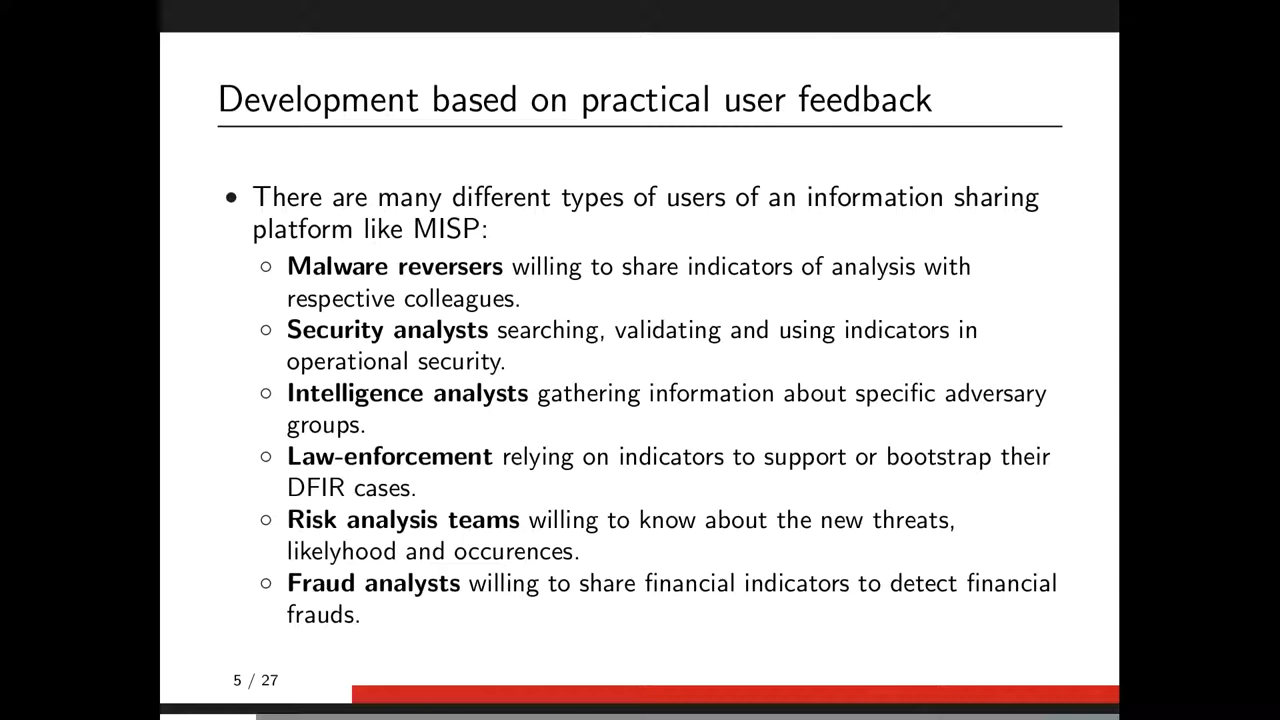 Development based on practical user feedback
• There are many different types of users of an information sharing
platform like MISP:
○ Malware reversers willing to share indicators of analysis with
respective colleagues.
○ Security analysts searching, validating and using indicators in
operational security.
○ Intelligence analysts gathering information about specific adversary
groups.
○ Law-enforcement relying on indicators to support or bootstrap their
DFIR cases.
○ Risk analysis teams willing to know about the new threats,
likelyhood and occurences.
○ Fraud analysts willing to share financial indicators to detect financial
frauds.
5 / 27